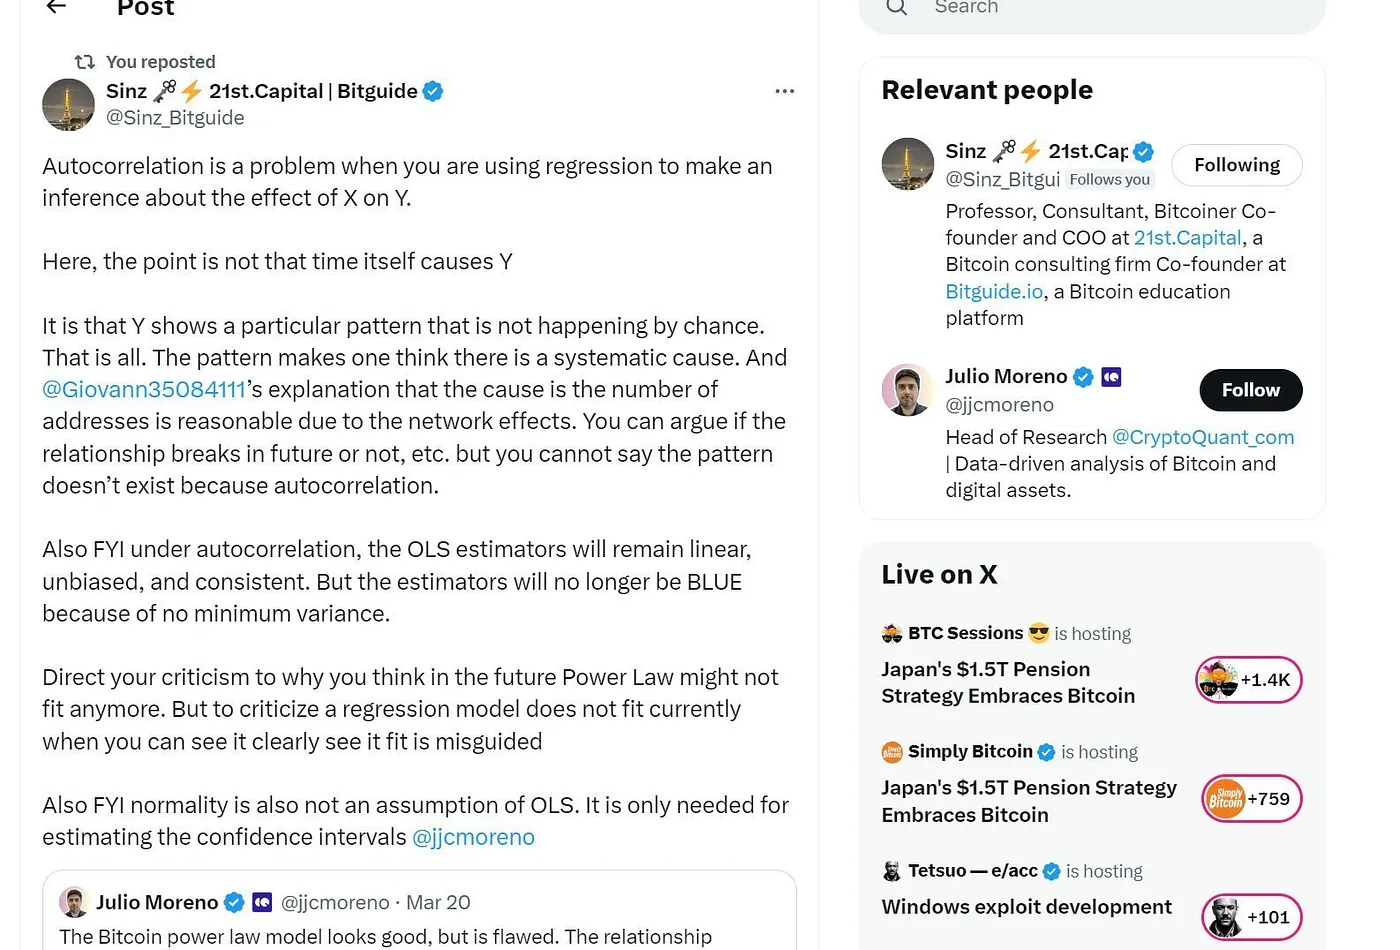 Post
Search
You reposted
Sinz 🗝⚡ 21st.Capital | Bitguide
@Sinz_Bitguide
Autocorrelation is a problem when you are using regression to make an
inference about the effect of X on Y.
Here, the point is not that time itself causes Y
It is that Y shows a particular pattern that is not happening by chance.
That is all. The pattern makes one think there is a systematic cause. And
@Giovann35084111's explanation that the cause is the number of
addresses is reasonable due to the network effects. You can argue if the
relationship breaks in future or not, etc. but you cannot say the pattern
doesn't exist because autocorrelation.
Also FYI under autocorrelation, the OLS estimators will remain linear,
unbiased, and consistent. But the estimators will no longer be BLUE
because of no minimum variance.
Direct your criticism to why you think in the future Power Law might not
fit anymore. But to criticize a regression model does not fit currently
when you can see it clearly see it fit is misguided
Also FYI normality is also not an assumption of OLS. It is only needed for
estimating the confidence intervals @jjcmoreno
Julio Moreno @jjcmoreno · Mar 20
The Bitcoin power law model looks good, but is flawed. The relationship
Relevant people
Sinz 🗝⚡ 21st.Cap
Following
@Sinz_Bitgui Follows you
Professor, Consultant, Bitcoiner Co-
founder and COO at 21st.Capital, a
Bitcoin consulting firm Co-founder at
Bitguide.io, a Bitcoin education
platform
Julio Moreno
Follow
@jjcmoreno
Head of Research @CryptoQuant_com
| Data-driven analysis of Bitcoin and
digital assets.
Live on X
BTC Sessions 😎 is hosting
Japan's $1.5T Pension
Strategy Embraces Bitcoin
+1.4K
Simply Bitcoin is hosting
Japan's $1.5T Pension Strategy
Embraces Bitcoin
Simply
Bitcoin
+759
Tetsuo — e/acc is hosting
Windows exploit development
+101